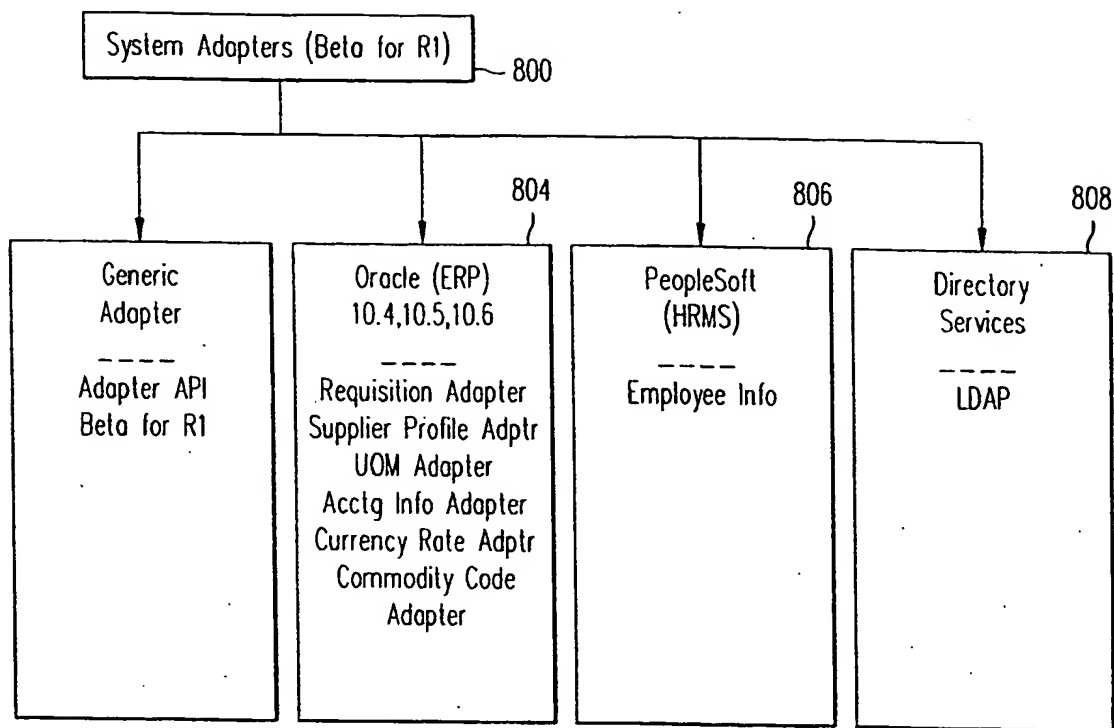 System Adapters (Beta for R1)
800
804
806
808
Generic
Adapter
Adapter API
Beta for R1
Oracle (ERP)
10.4,10.5,10.6
Requisition Adapter
Supplier Profile Adptr
UOM Adapter
Acctg Info Adapter
Currency Rate Adptr
Commodity Code
Adapter
PeopleSoft
(HRMS)
Employee Info
Directory
Services
LDAP